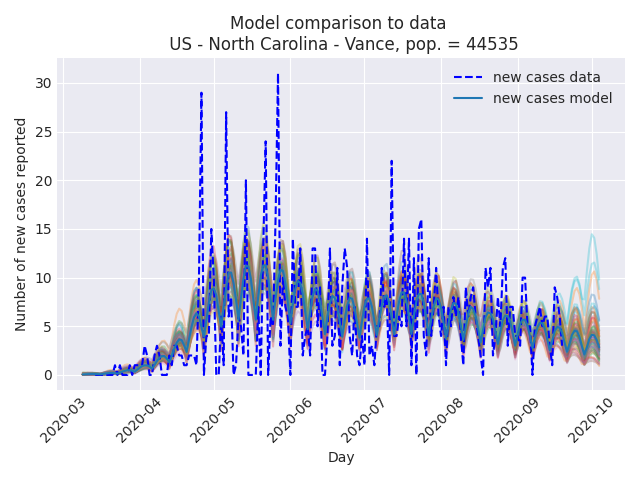 Model comparison to data
US - North Carolina - Vance, pop. = 44535
new cases data
new cases model
Number of new cases reported
30
25
20
15
10
5
0
2020-03
2020-04
2020-05
2020-06
2020-07
2020-08
2020-09
2020-10
Day